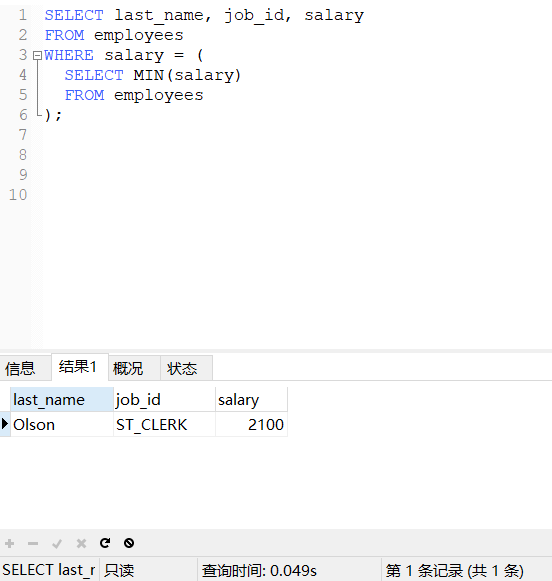 1 SELECT last_name, job_id, salary
2 FROM employees
3 WHERE salary = (
4 SELECT MIN(salary)
5 FROM employees
6 );
7
8
9
10
信息 结果1 概况 状态
last_name job_id salary
Olson ST_CLERK 2100
SELECT last_r 只读 查询时间: 0.049s 第 1 条记录 (共 1 条)